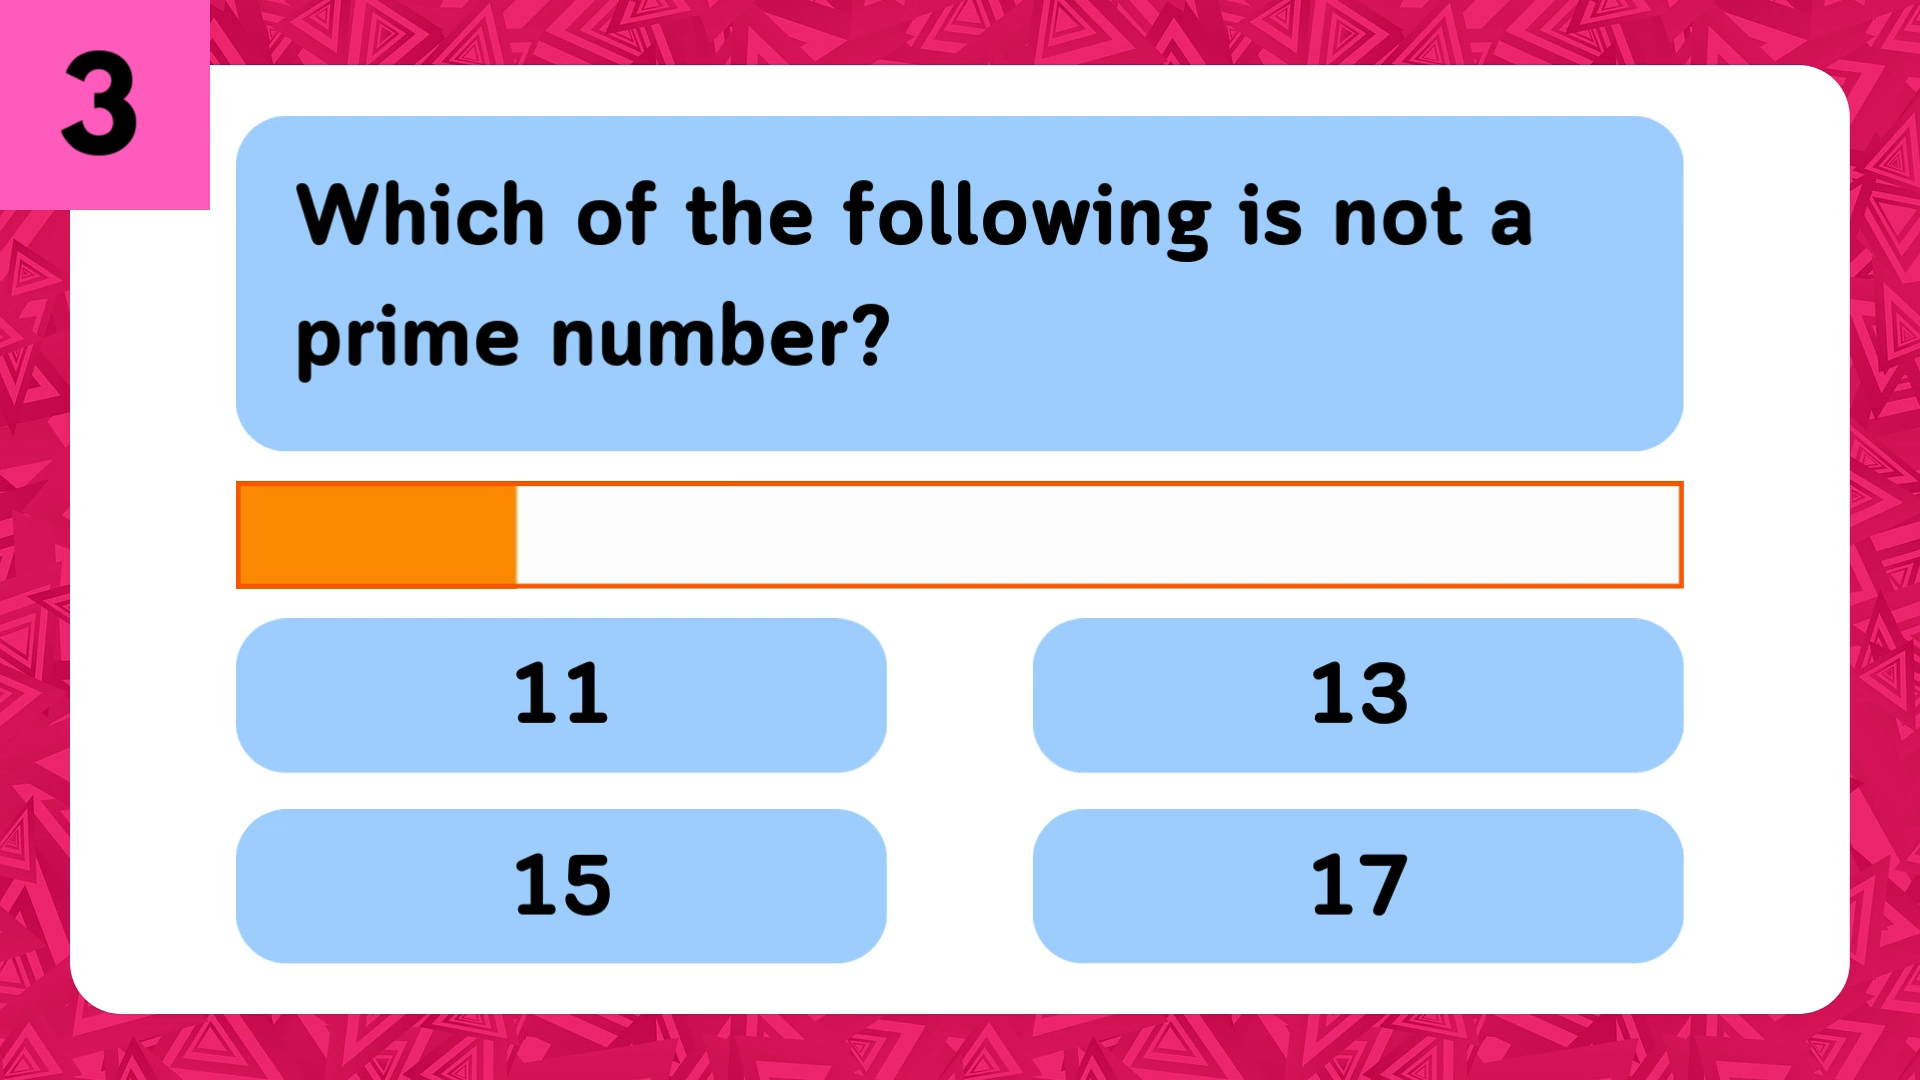 3
Which of the following is not a
prime number?
11
13
15
17